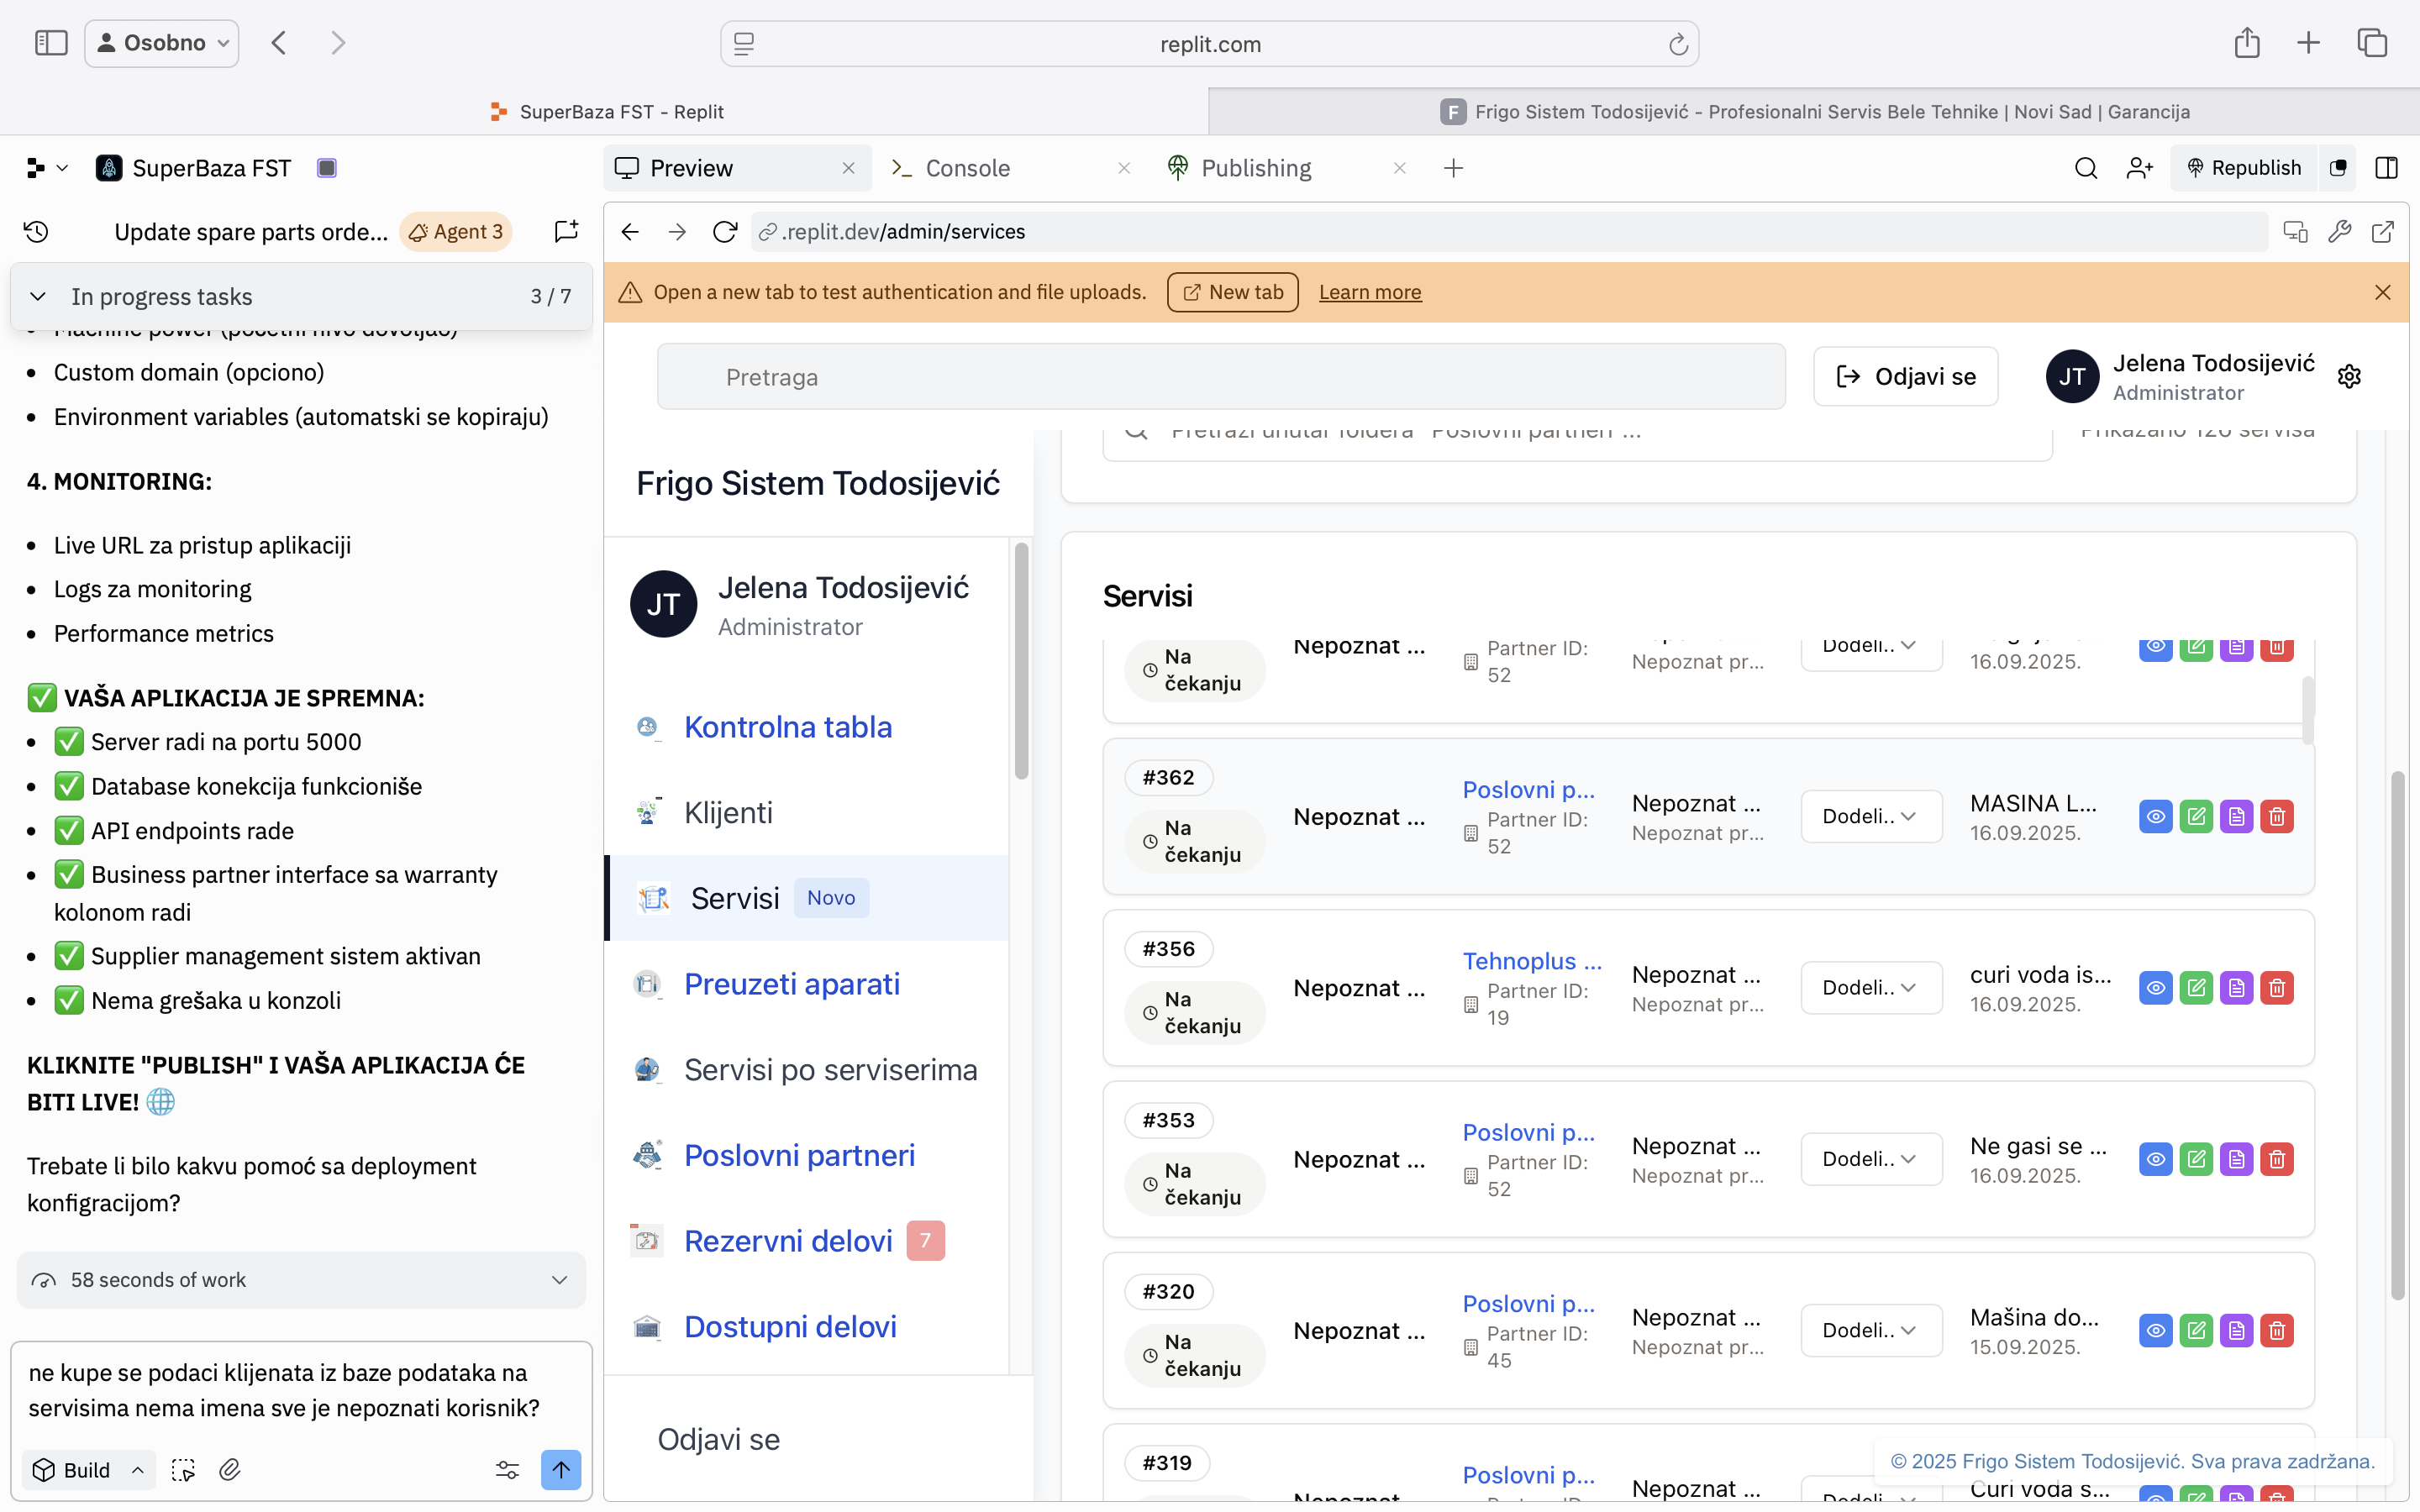 Osobno
replit.com
SuperBaza FST - Replit
F Frigo Sistem Todosijević - Profesionalni Servis Bele Tehnike | Novi Sad | Garancija
SuperBaza FST
Preview
Console
Publishing
Republish
Update spare parts orde...
Agent 3
.replit.dev/admin/services
In progress tasks
3 / 7
Open a new tab to test authentication and file uploads.
New tab
Learn more
Machine power (početni nivo dovoljao)
Custom domain (opciono)
Environment variables (automatski se kopiraju)
4. MONITORING:
Live URL za pristup aplikaciji
Logs za monitoring
Performance metrics
✅ VAŠA APLIKACIJA JE SPREMNA:
✅ Server radi na portu 5000
✅ Database konekcija funkcioniše
✅ API endpoints rade
✅ Business partner interface sa warranty
kolonom radi
✅ Supplier management sistem aktivan
✅ Nema grešaka u konzoli
KLIKNITE "PUBLISH" I VAŠA APLIKACIJA ĆE
BITI LIVE! 🌐
Trebate li bilo kakvu pomoć sa deployment
konfigracijom?
58 seconds of work
ne kupe se podaci klijenata iz baze podataka na
servisima nema imena sve je nepoznati korisnik?
Build
Pretraga
Odjavi se
JT
Jelena Todosijević
Administrator
Frigo Sistem Todosijević
JT
Jelena Todosijević
Administrator
Kontrolna tabla
Klijenti
Servisi
Novo
Preuzeti aparati
Servisi po serviserima
Poslovni partneri
Rezervni delovi
7
Dostupni delovi
Odjavi se
Pretraži unutar foldera "Poslovni partneri"...
Prikazano 126 servisa
Servisi
Na
čekanju
Nepoznat ...
Partner ID:
52
Nepoznat pr...
Dodeli..
16.09.2025.
#362
Na
čekanju
Nepoznat ...
Poslovni p...
Partner ID:
52
Nepoznat ...
Nepoznat pr...
Dodeli..
MASINA L...
16.09.2025.
#356
Na
čekanju
Nepoznat ...
Tehnoplus ...
Partner ID:
19
Nepoznat ...
Nepoznat pr...
Dodeli..
curi voda is...
16.09.2025.
#353
Na
čekanju
Nepoznat ...
Poslovni p...
Partner ID:
52
Nepoznat ...
Nepoznat pr...
Dodeli..
Ne gasi se ...
16.09.2025.
#320
Na
čekanju
Nepoznat ...
Poslovni p...
Partner ID:
45
Nepoznat ...
Nepoznat pr...
Dodeli..
Mašina do...
15.09.2025.
#319
Nepoznat ...
Poslovni p...
Nepoznat ...
Dodeli..
Curi voda s...
© 2025 Frigo Sistem Todosijević. Sva prava zadržana.